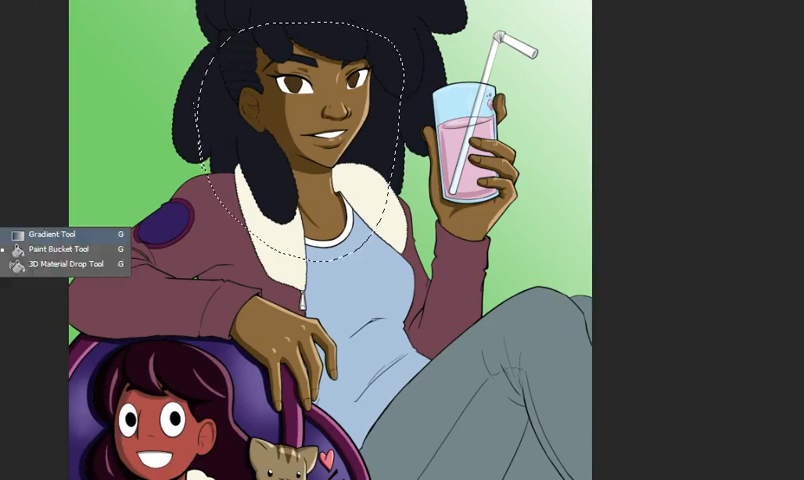 Gradient Tool G
Paint Bucket Tool G
3D Material Drop Tool G